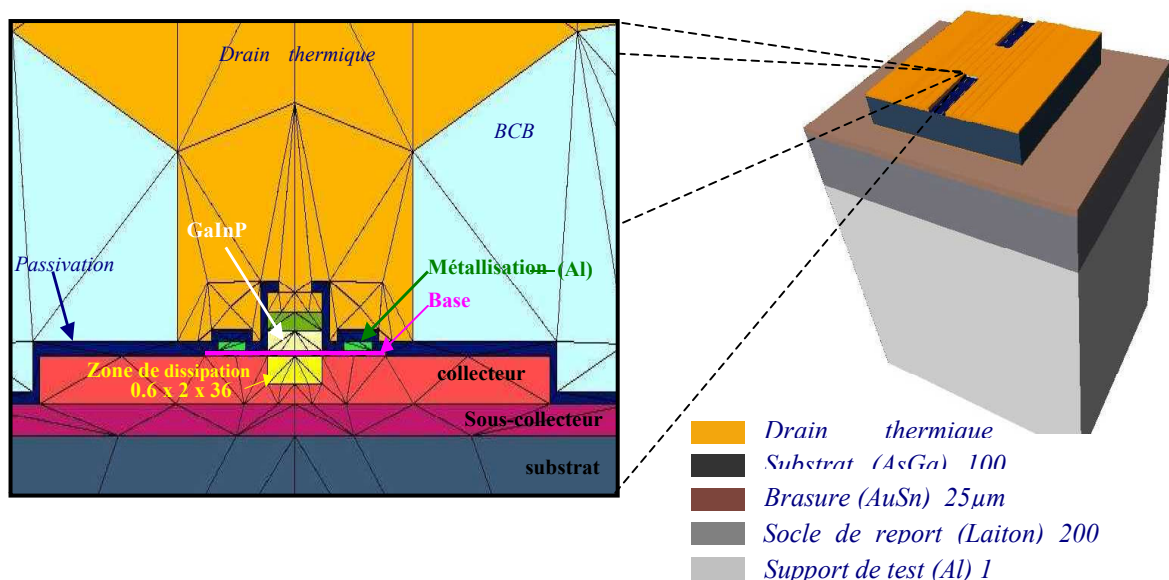 Drain thermique
BCB
GaInP
Passivation
Métallisation (Al)
Base
Zone de dissipation
0.6 x 2 x 36
collecteur
Sous-collecteur
substrat
Drain thermique
Substrat (AsGa) 100
Brasure (AuSn) 25µm
Socle de report (Laiton) 200
Support de test (Al) 1